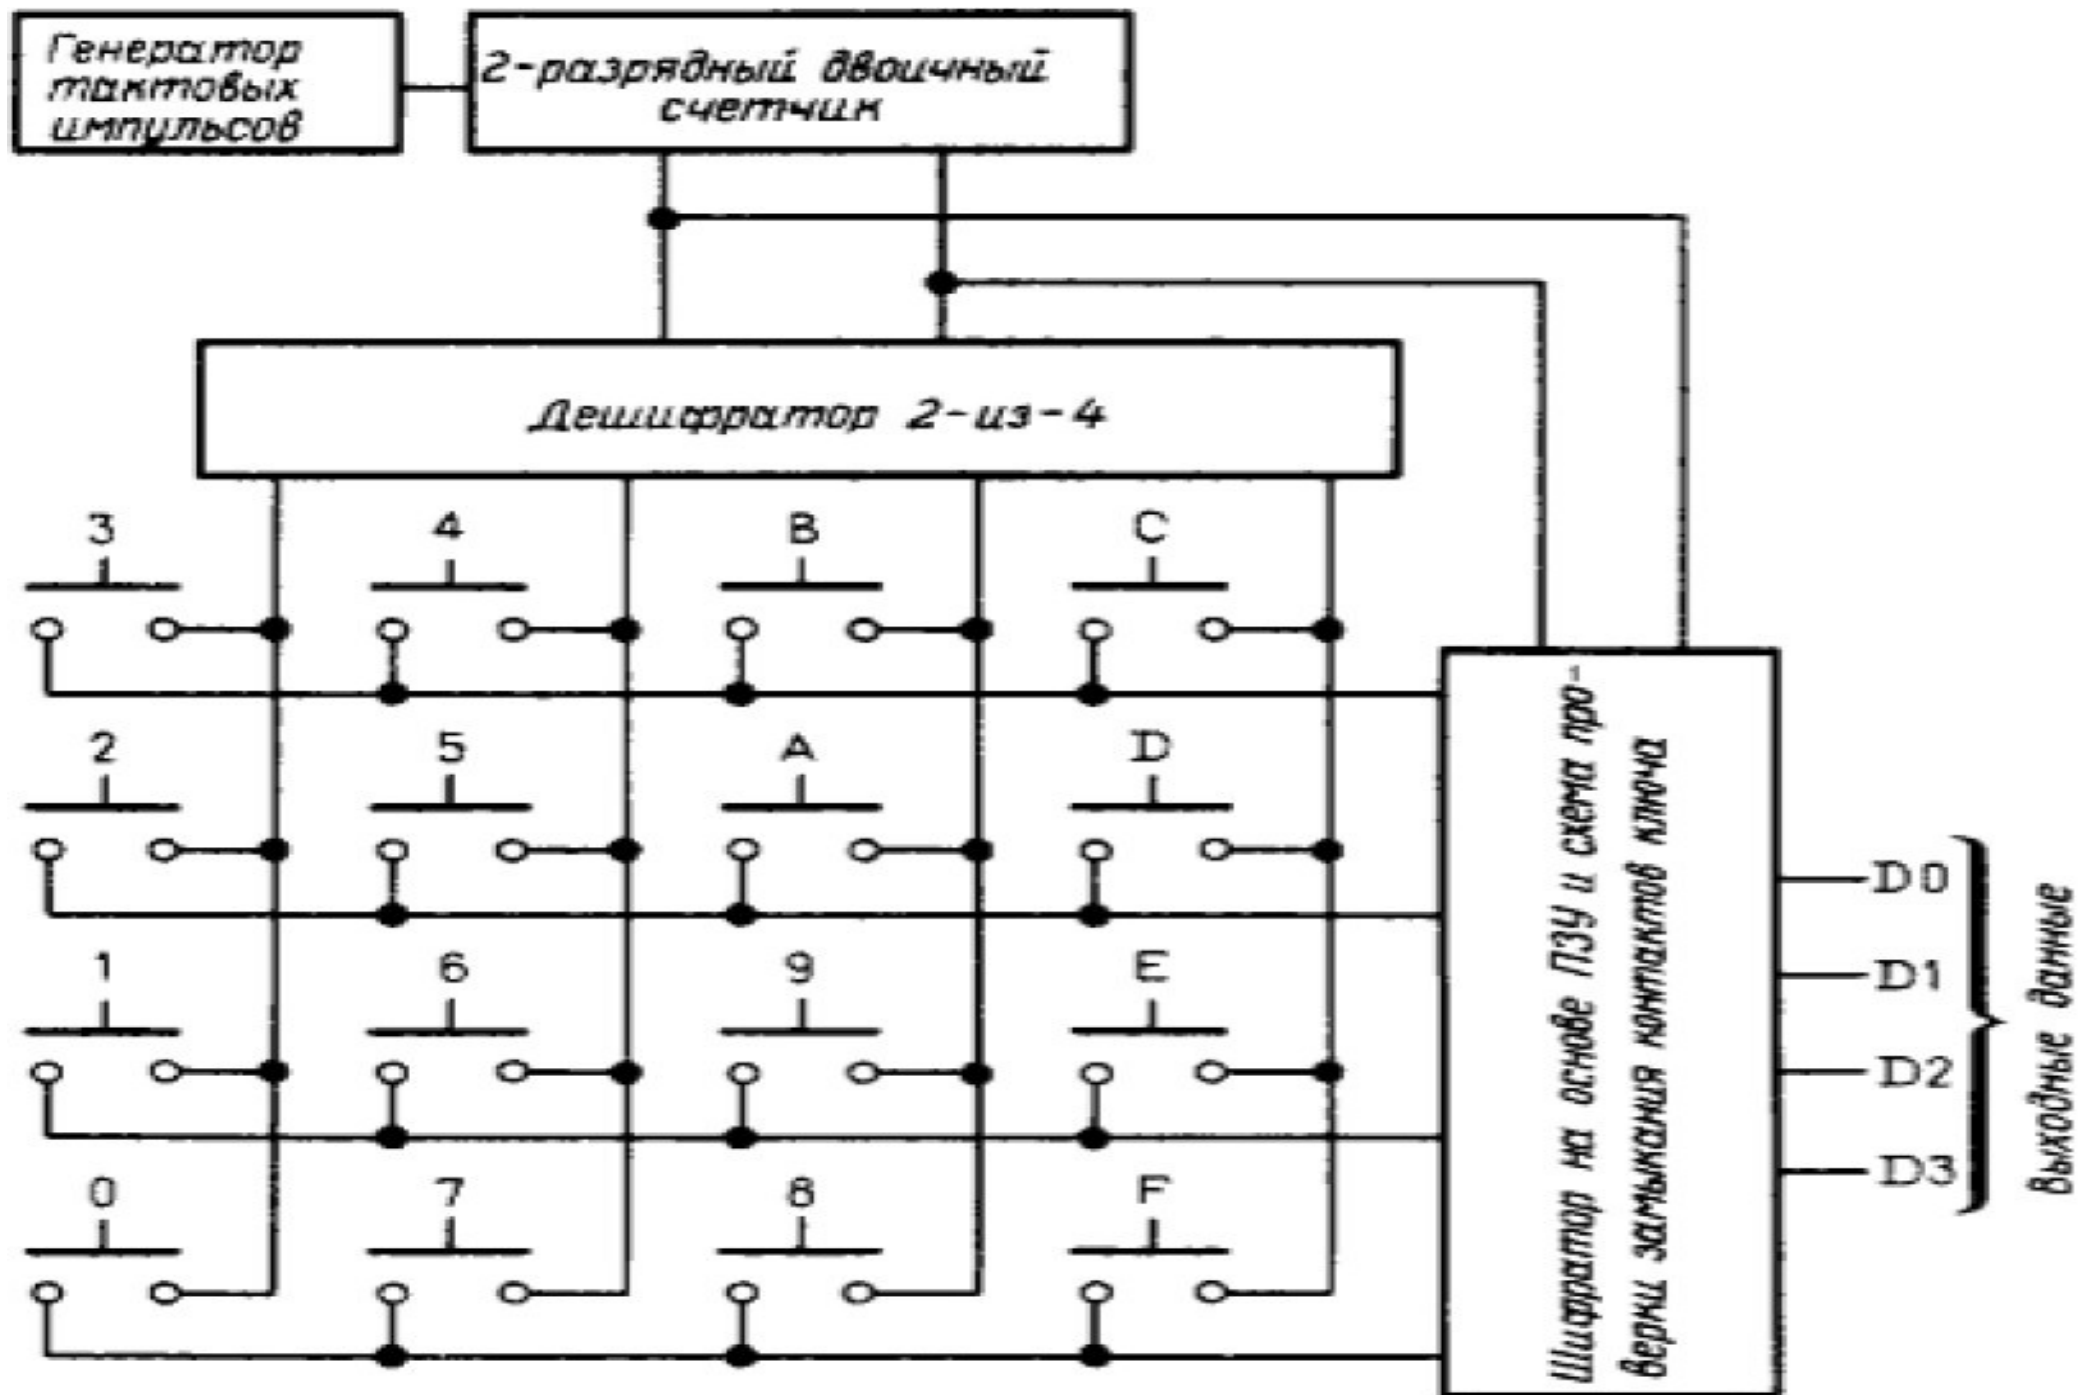 Генератор
тактовых
импульсов
2-разрядный двоичный
счетчик
Дешифратор 2-из-4
3 4 B C
2 5 A D
1 6 9 E
0 7 8 F
Шифратор на основе ПЗУ и схема про-
верки замыкания контактов ключа
D0
D1
D2
D3
Выходные данные